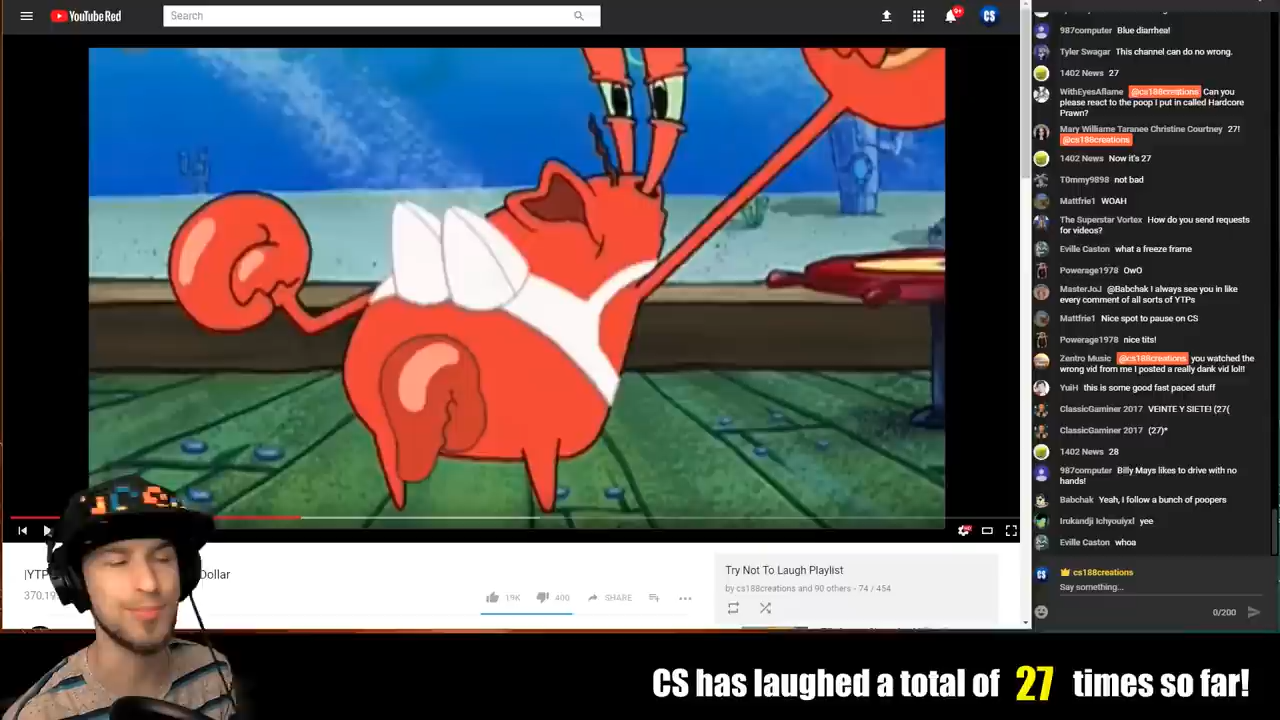 YouTube Red
Search
9+
CS
987computer Blue diarrhea!
Tyler Swagar This channel can do no wrong.
1402 News 27
WithEyesAflame @cs188creations Can you
please react to the poop I put in called Hardcore
Prawn?
Mary Williame Taranee Christine Courtney 27!
@cs188creations
1402 News Now it's 27
T0mmy9898 not bad
Mattfrie1 WOAH
The Superstar Vortex How do you send requests
for videos?
Eville Caston what a freeze frame
Powerage1978 OwO
MasterJoJ @Babchak I always see you in like
every comment of all sorts of YTPs
Mattfrie1 Nice spot to pause on CS
Powerage1978 nice tits!
Zentro Music @cs188creations you watched the
wrong vid from me I posted a really dank vid lol!!
YuiH this is some good fast paced stuff
ClassicGaminer 2017 VEINTE Y SIETE! (27(
ClassicGaminer 2017 (27)*
1402 News 28
987computer Billy Mays likes to drive with no
hands!
Babchak Yeah, I follow a bunch of poopers
Irukandji Ichyouiyxl yee
Eville Caston whoa
CS cs188creations
Say something...
0/200
|YTP Dollar
370.19
19K 400 SHARE
Try Not To Laugh Playlist
by cs188creations and 90 others - 74 / 454
CS has laughed a total of 27 times so far!